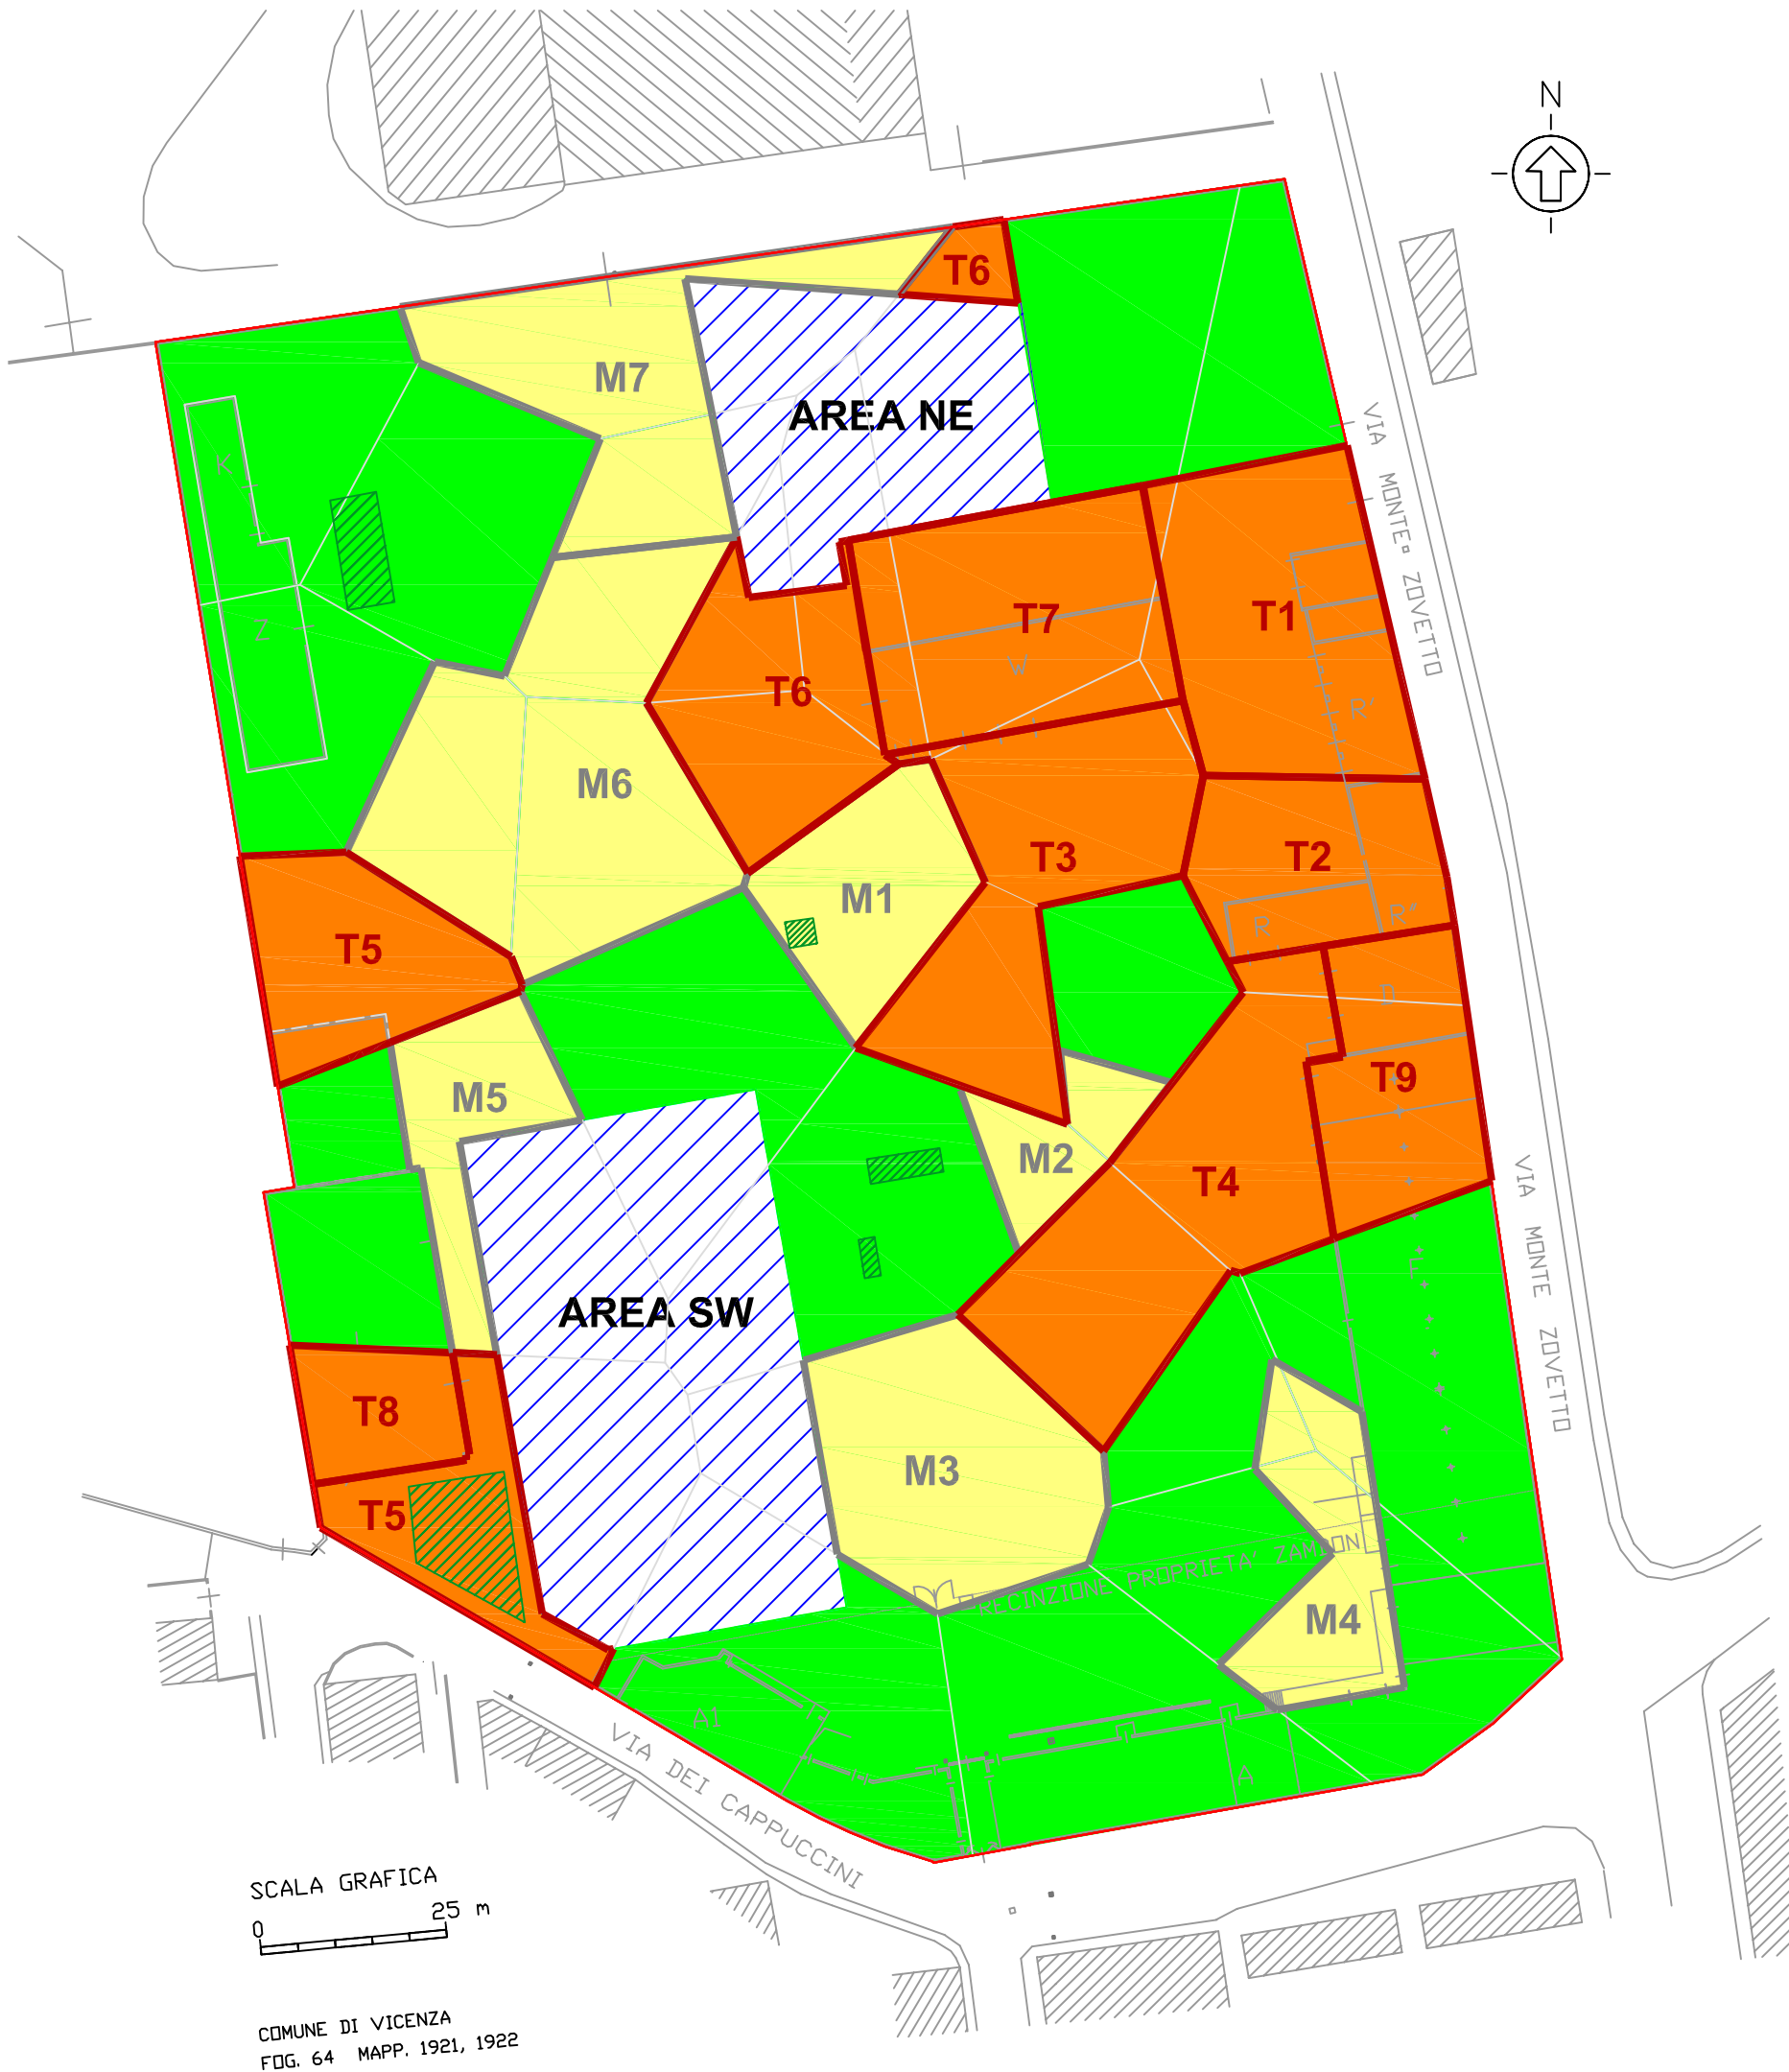 N
T6
M7
AREA NE
K
VIA MONTE ZOVETTO
T1
T7
Z
W
T6
R'
M6
T3
T2
M1
R
R"
T5
D
T9
M5
M2
T4
VIA MONTE ZOVETTO
E
AREA SW
T8
M3
T5
RECINZIONE PROPRIETA' ZAMBON
M4
A1
VIA DEI CAPPUCCINI
A
SCALA GRAFICA
0 25 m
COMUNE DI VICENZA
FOG. 64 MAPP. 1921, 1922